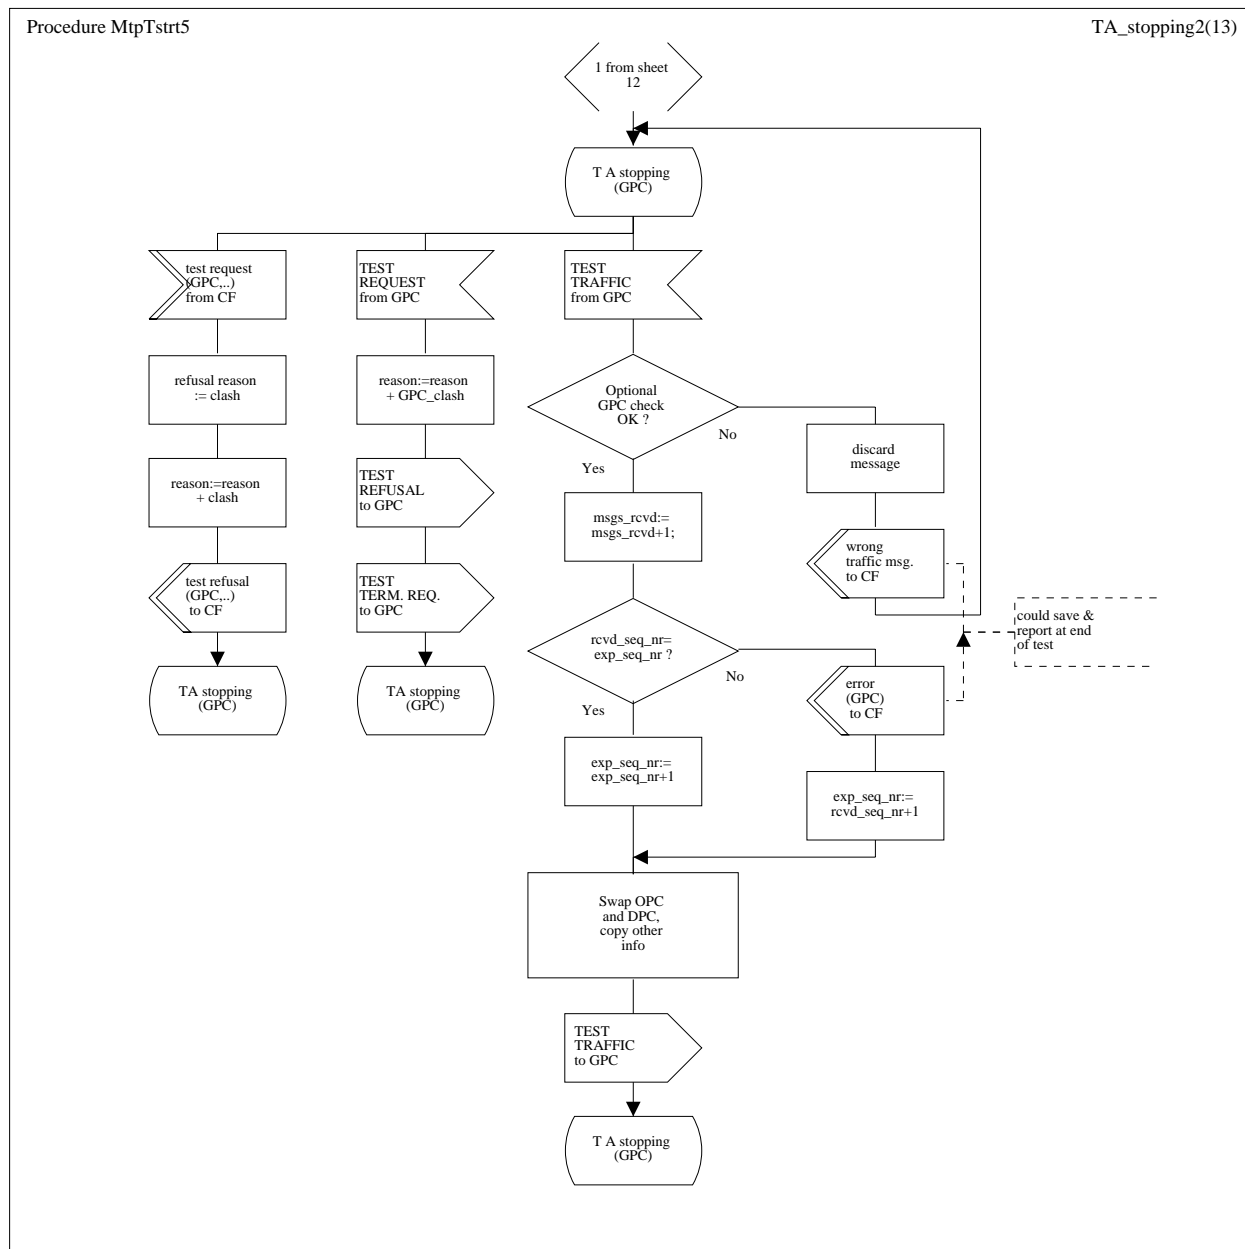 Procedure MtpTstrt5
TA_stopping2(13)
1 from sheet
12
T A stopping
(GPC)
test request
(GPC,..)
from CF
TEST
REQUEST
from GPC
TEST
TRAFFIC
from GPC
refusal reason
:= clash
reason:=reason
+ GPC_clash
Optional
GPC check
OK ?
No
Yes
discard
message
reason:=reason
+ clash
TEST
REFUSAL
to GPC
msgs_rcvd:=
msgs_rcvd+1;
wrong
traffic msg.
to CF
test refusal
(GPC,..)
to CF
TEST
TERM. REQ.
to GPC
rcvd_seq_nr=
exp_seq_nr ?
No
Yes
could save &
report at end
of test
TA stopping
(GPC)
TA stopping
(GPC)
error
(GPC)
to CF
exp_seq_nr:=
exp_seq_nr+1
exp_seq_nr:=
rcvd_seq_nr+1
Swap OPC
and DPC,
copy other
info
TEST
TRAFFIC
to GPC
T A stopping
(GPC)